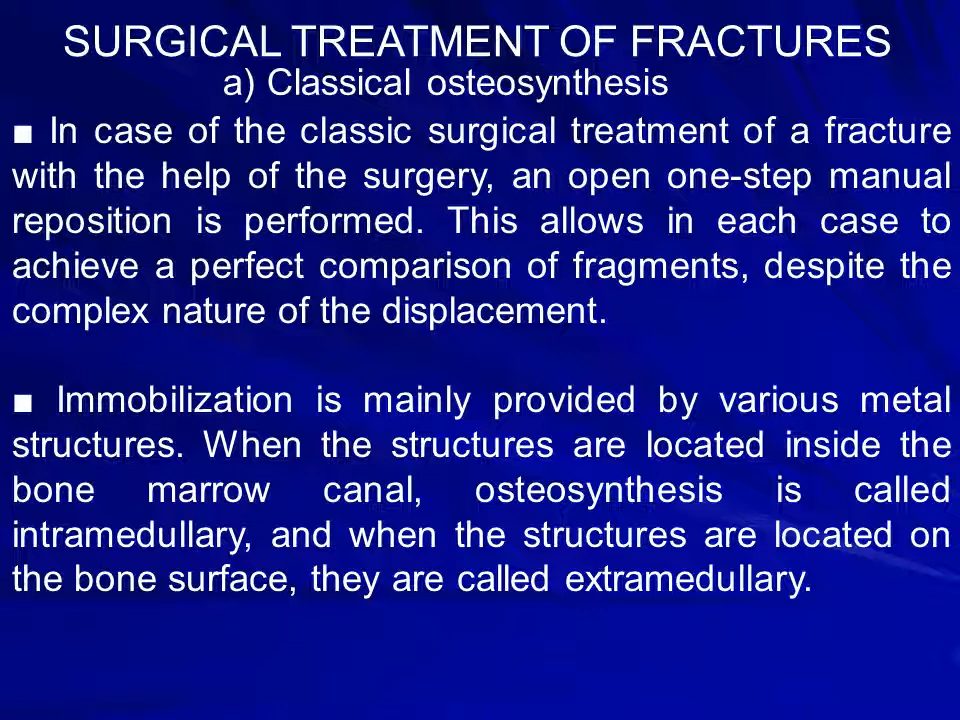 SURGICAL TREATMENT OF FRACTURES
a) Classical osteosynthesis
■ In case of the classic surgical treatment of a fracture
with the help of the surgery, an open one-step manual
reposition is performed. This allows in each case to
achieve a perfect comparison of fragments, despite the
complex nature of the displacement.
■ Immobilization is mainly provided by various metal
structures. When the structures are located inside the
bone marrow canal, osteosynthesis is called
intramedullary, and when the structures are located on
the bone surface, they are called extramedullary.